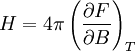 H = 4π (∂F/∂B)_T